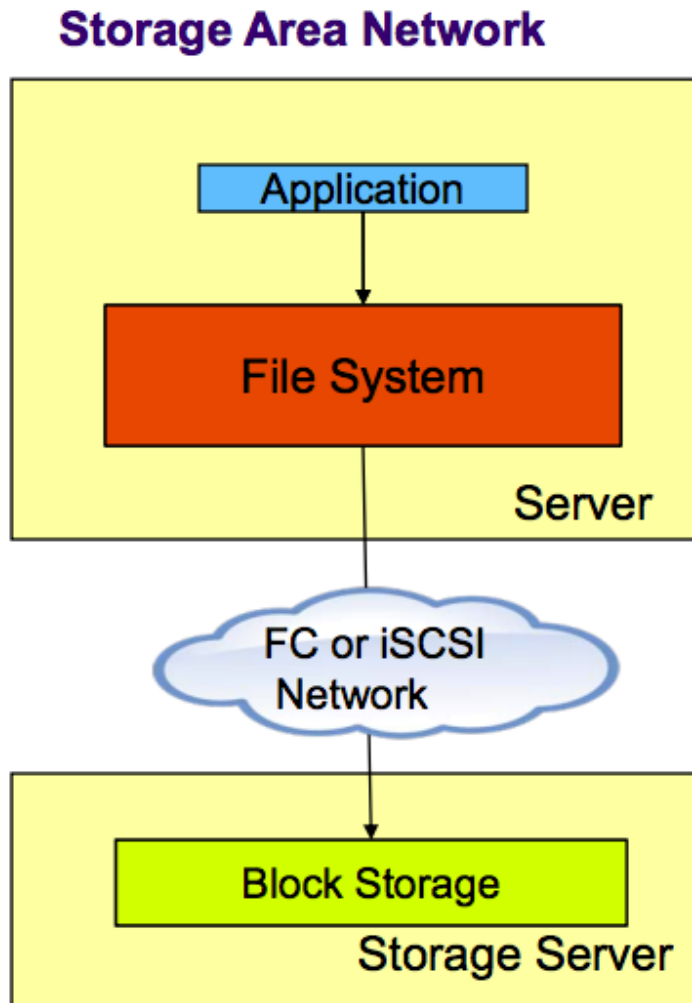 Storage Area Network
Application
File System
Server
FC or iSCSI
Network
Block Storage
Storage Server